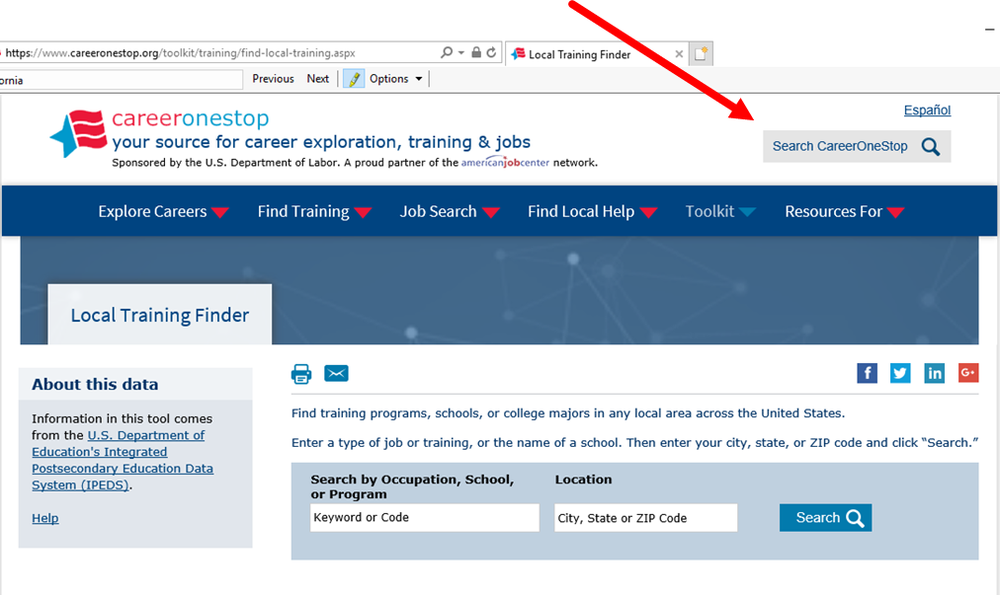 https://www.careeronestop.org/toolkit/training/find-local-training.aspx
Local Training Finder
ornia
Previous Next Options
Español
careeronestop
your source for career exploration, training & jobs
Sponsored by the U.S. Department of Labor. A proud partner of the americanjobcenter network.
Search CareerOneStop
Explore Careers Find Training Job Search Find Local Help Toolkit Resources For
Local Training Finder
About this data
Information in this tool comes
from the U.S. Department of
Education's Integrated
Postsecondary Education Data
System (IPEDS).
Help
f in G+
Find training programs, schools, or college majors in any local area across the United States.
Enter a type of job or training, or the name of a school. Then enter your city, state, or ZIP code and click “Search.”
Search by Occupation, School,
or Program
Location
Keyword or Code
City, State or ZIP Code
Search